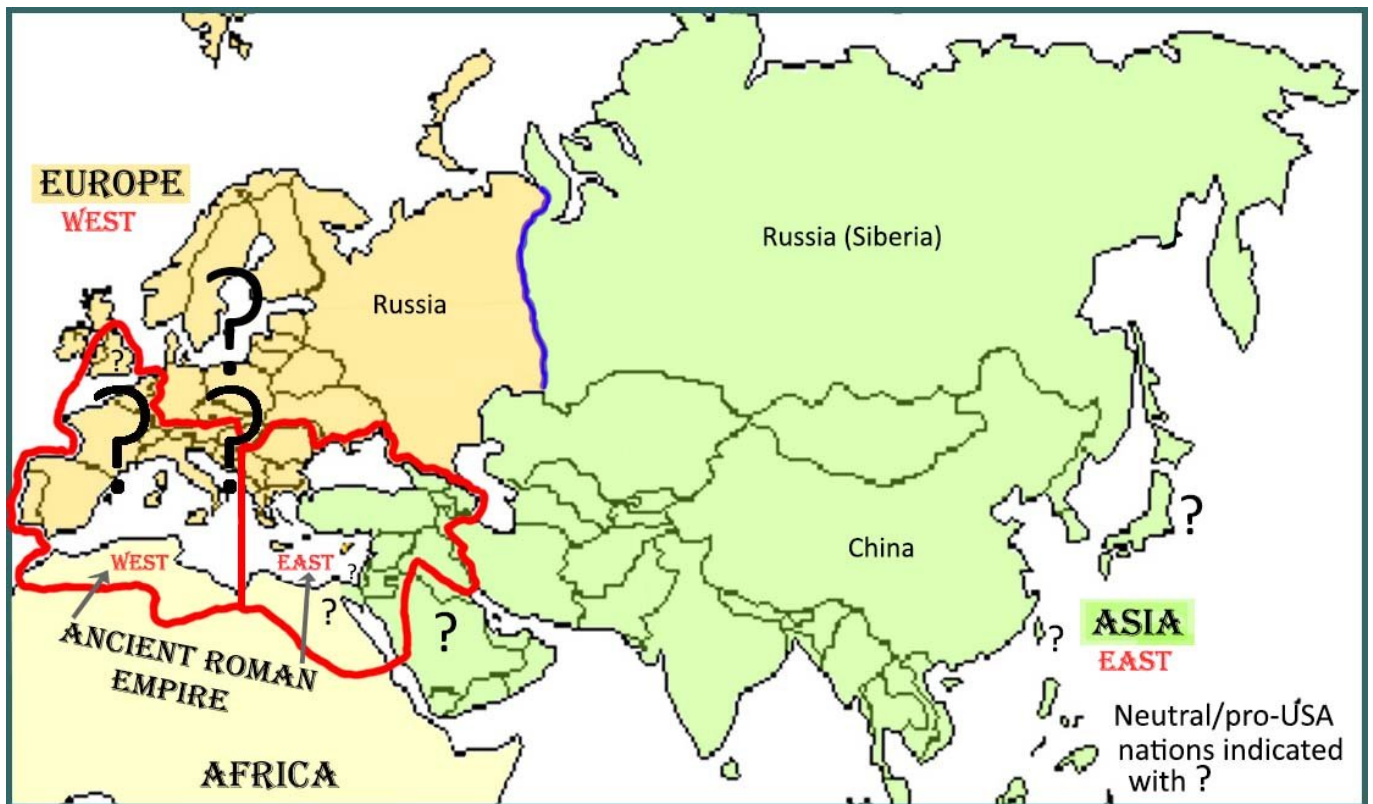 EUROPE
WEST
Russia
Russia (Siberia)
?
?
?
?
China
?
WEST
EAST
?
?
?
?
ANCIENT ROMAN
EMPIRE
ASIA
EAST
AFRICA
Neutral/pro-USA
nations indicated
with ?